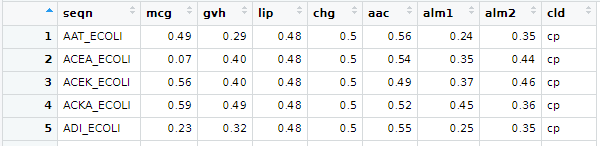 seqn mcg gvh lip chg aac alm1 alm2 cld
1 AAT_ECOLI 0.49 0.29 0.48 0.5 0.56 0.24 0.35 cp
2 ACEA_ECOLI 0.07 0.40 0.48 0.5 0.54 0.35 0.44 cp
3 ACEK_ECOLI 0.56 0.40 0.48 0.5 0.49 0.37 0.46 cp
4 ACKA_ECOLI 0.59 0.49 0.48 0.5 0.52 0.45 0.36 cp
5 ADI_ECOLI 0.23 0.32 0.48 0.5 0.55 0.25 0.35 cp